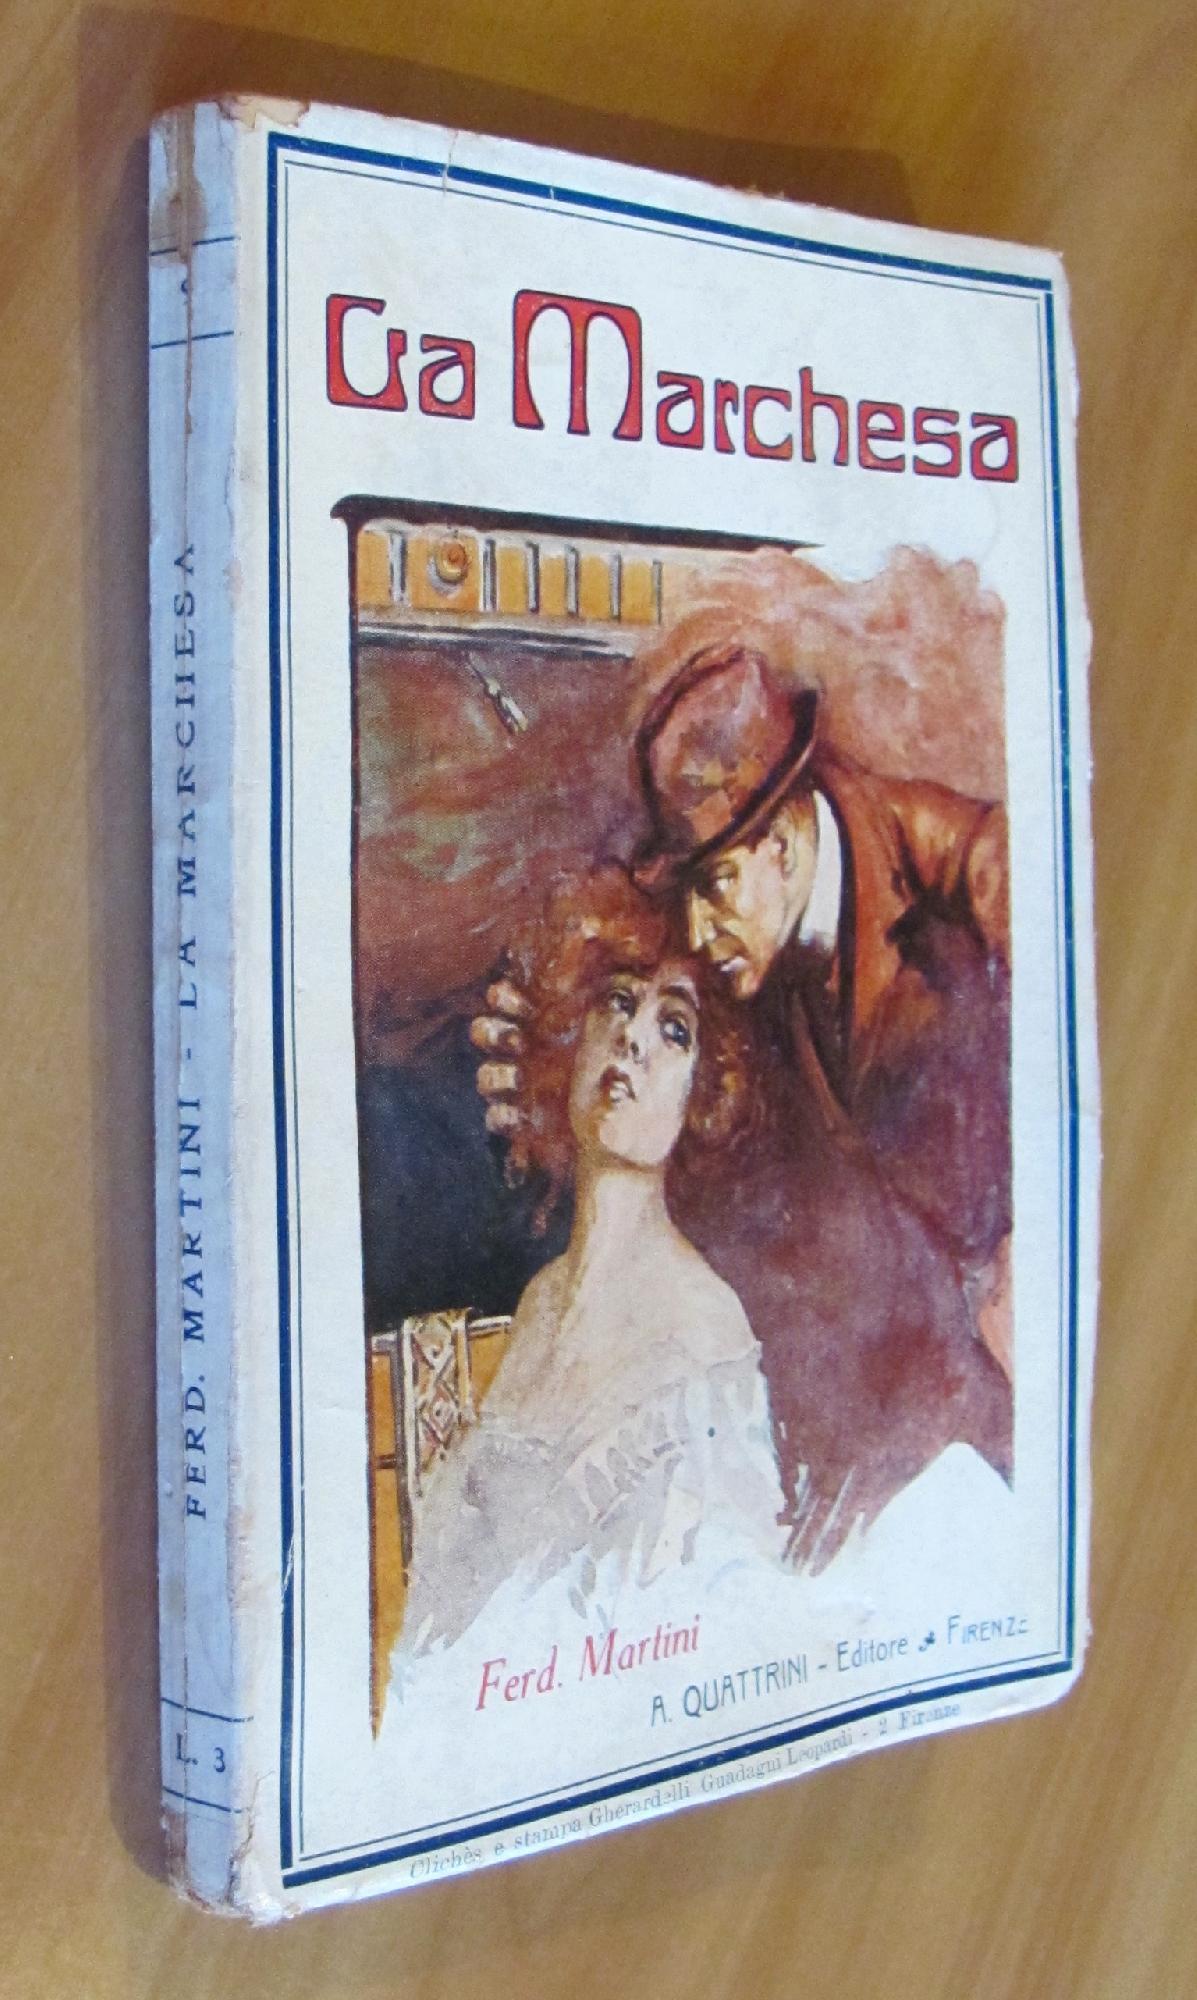 La Marchesa
Ferd. Martini
A. QUATTRINI - Editore FIRENZE
Clichès e stampa Gherardelli Guadagni Leopardi - 2 Firenze
FERD. MARTINI - LA MARCHESA
L. 3